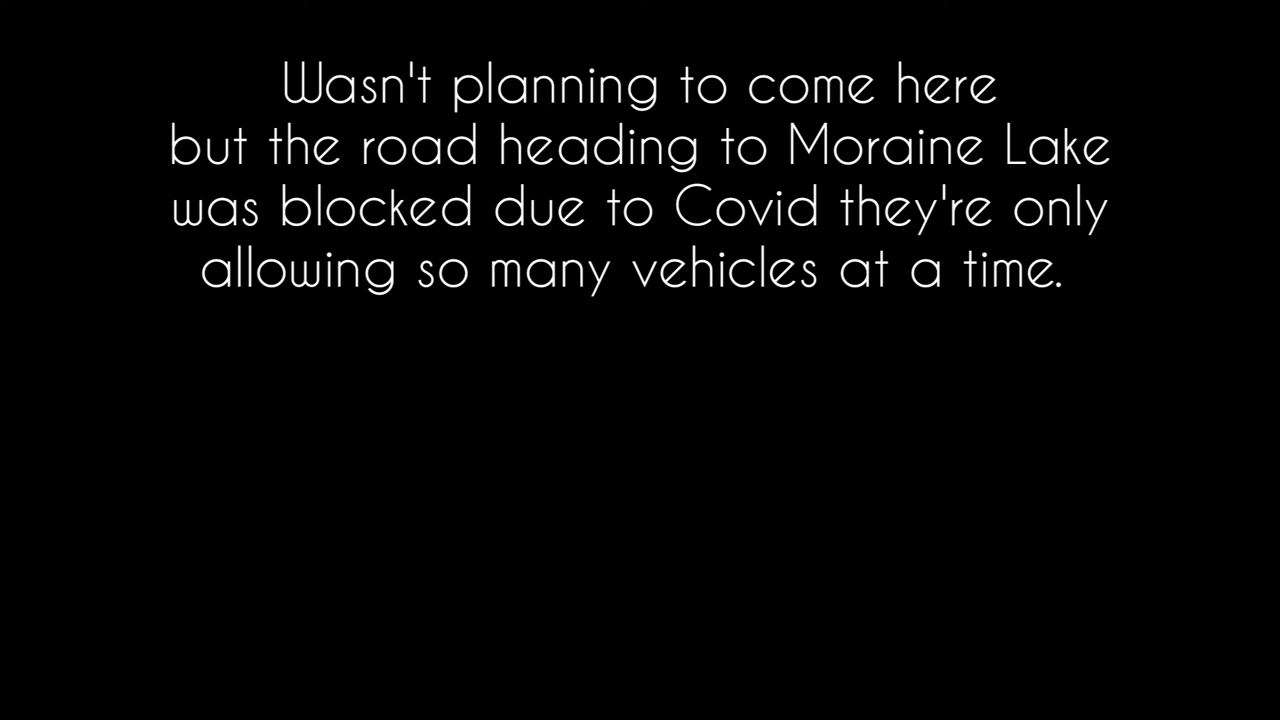 Wasn't planning to come here
but the road heading to Moraine Lake
was blocked due to Covid they're only
allowing so many vehicles at a time.